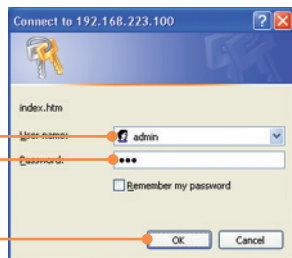 Connect to 192.168.223.100
index.htm
User name:
admin
Password:
•••
Remember my password
OK
Cancel